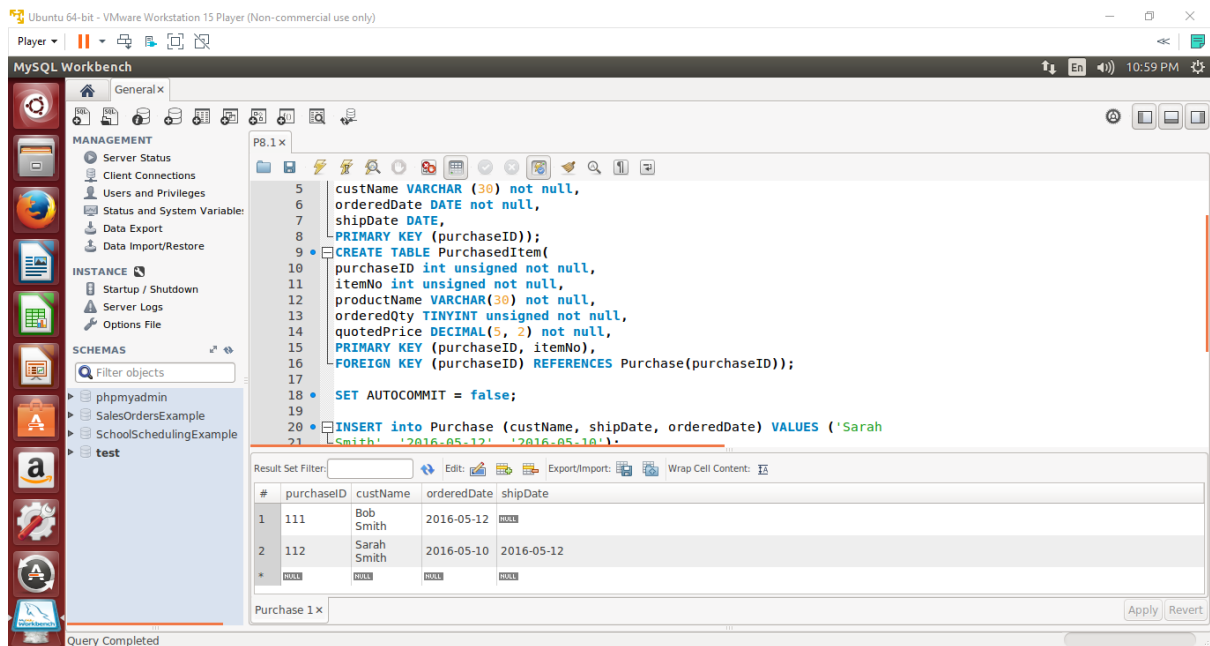 Ubuntu 64-bit - VMware Workstation 15 Player (Non-commercial use only)
Player
MySQL Workbench
En 10:59 PM
General
MANAGEMENT
Server Status
Client Connections
Users and Privileges
Status and System Variable
Data Export
Data Import/Restore
INSTANCE
Startup / Shutdown
Server Logs
Options File
SCHEMAS
Filter objects
phpmyadmin
SalesOrdersExample
SchoolSchedulingExample
test
P8.1
5 custName VARCHAR (30) not null,
6 orderedDate DATE not null,
7 shipDate DATE,
8 PRIMARY KEY (purchaseID));
9 CREATE TABLE PurchasedItem(
10 purchaseID int unsigned not null,
11 itemNo int unsigned not null,
12 productName VARCHAR(30) not null,
13 orderedQty TINYINT unsigned not null,
14 quotedPrice DECIMAL(5, 2) not null,
15 PRIMARY KEY (purchaseID, itemNo),
16 FOREIGN KEY (purchaseID) REFERENCES Purchase(purchaseID));
17
18 SET AUTOCOMMIT = false;
19
20 INSERT into Purchase (custName, shipDate, orderedDate) VALUES ('Sarah
21 Smith', '2016-05-12', '2016-05-10');
Result Set Filter: Edit: Export/Import: Wrap Cell Content:
# purchaseID custName orderedDate shipDate
1 111 Bob Smith 2016-05-12 NULL
2 112 Sarah Smith 2016-05-10 2016-05-12
* NULL NULL NULL NULL
Purchase 1
Apply Revert
Query Completed